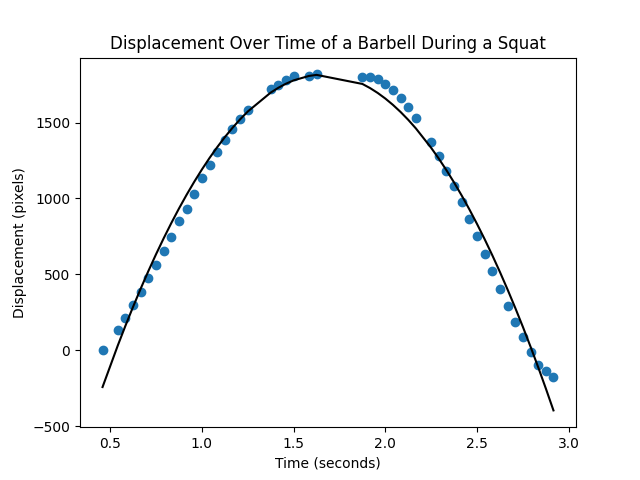 Displacement Over Time of a Barbell During a Squat
Displacement (pixels)
1500
1000
500
0
−500
0.5 1.0 1.5 2.0 2.5 3.0
Time (seconds)